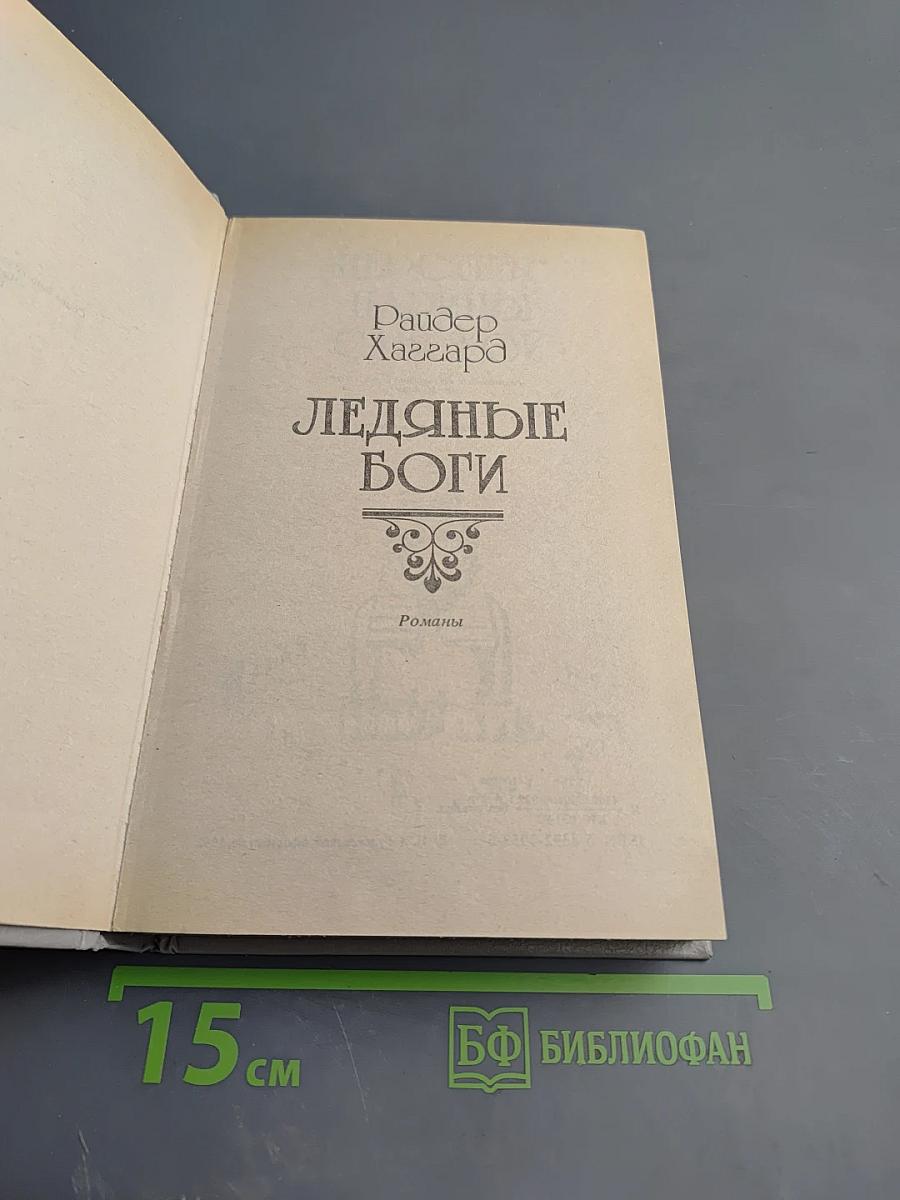 Райдер
Хаггард
ЛЕДЯНЫЕ
БОГИ
Романы
15 см
БФ БИБЛИОФАН